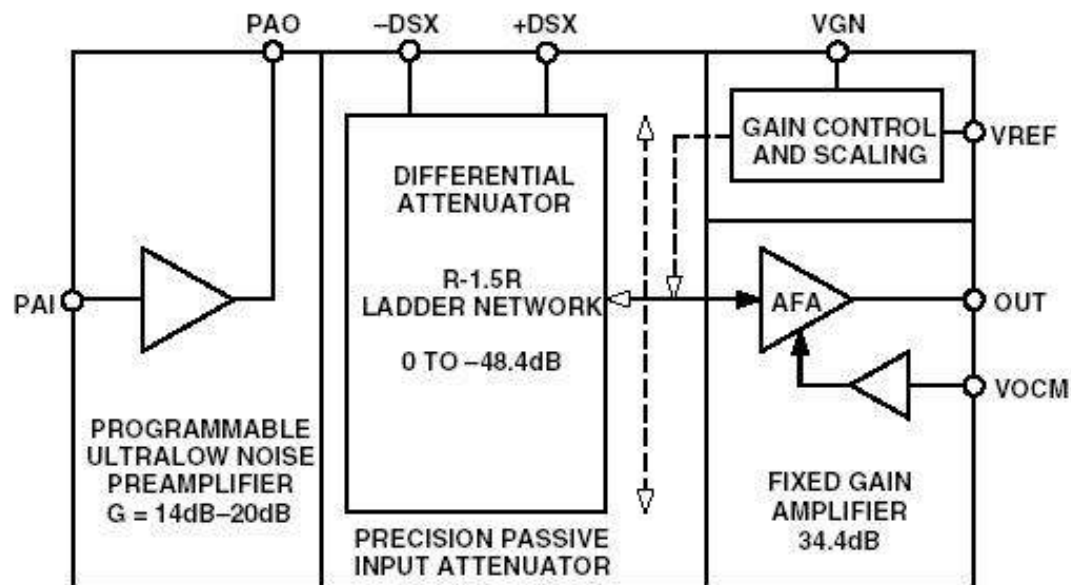 PAO
–DSX
+DSX
VGN
GAIN CONTROL
AND SCALING
VREF
DIFFERENTIAL
ATTENUATOR
R-1.5R
LADDER NETWORK
0 TO –48.4dB
PAI
AFA
OUT
VOCM
PROGRAMMABLE
ULTRALOW NOISE
PREAMPLIFIER
G = 14dB–20dB
PRECISION PASSIVE
INPUT ATTENUATOR
FIXED GAIN
AMPLIFIER
34.4dB